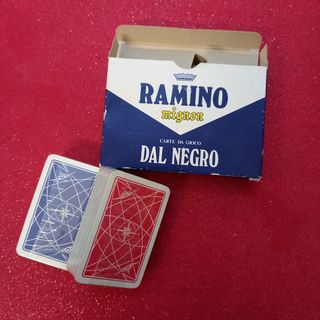 RAMINO
mignon
CARTE DA GIOCO
DAL NEGRO